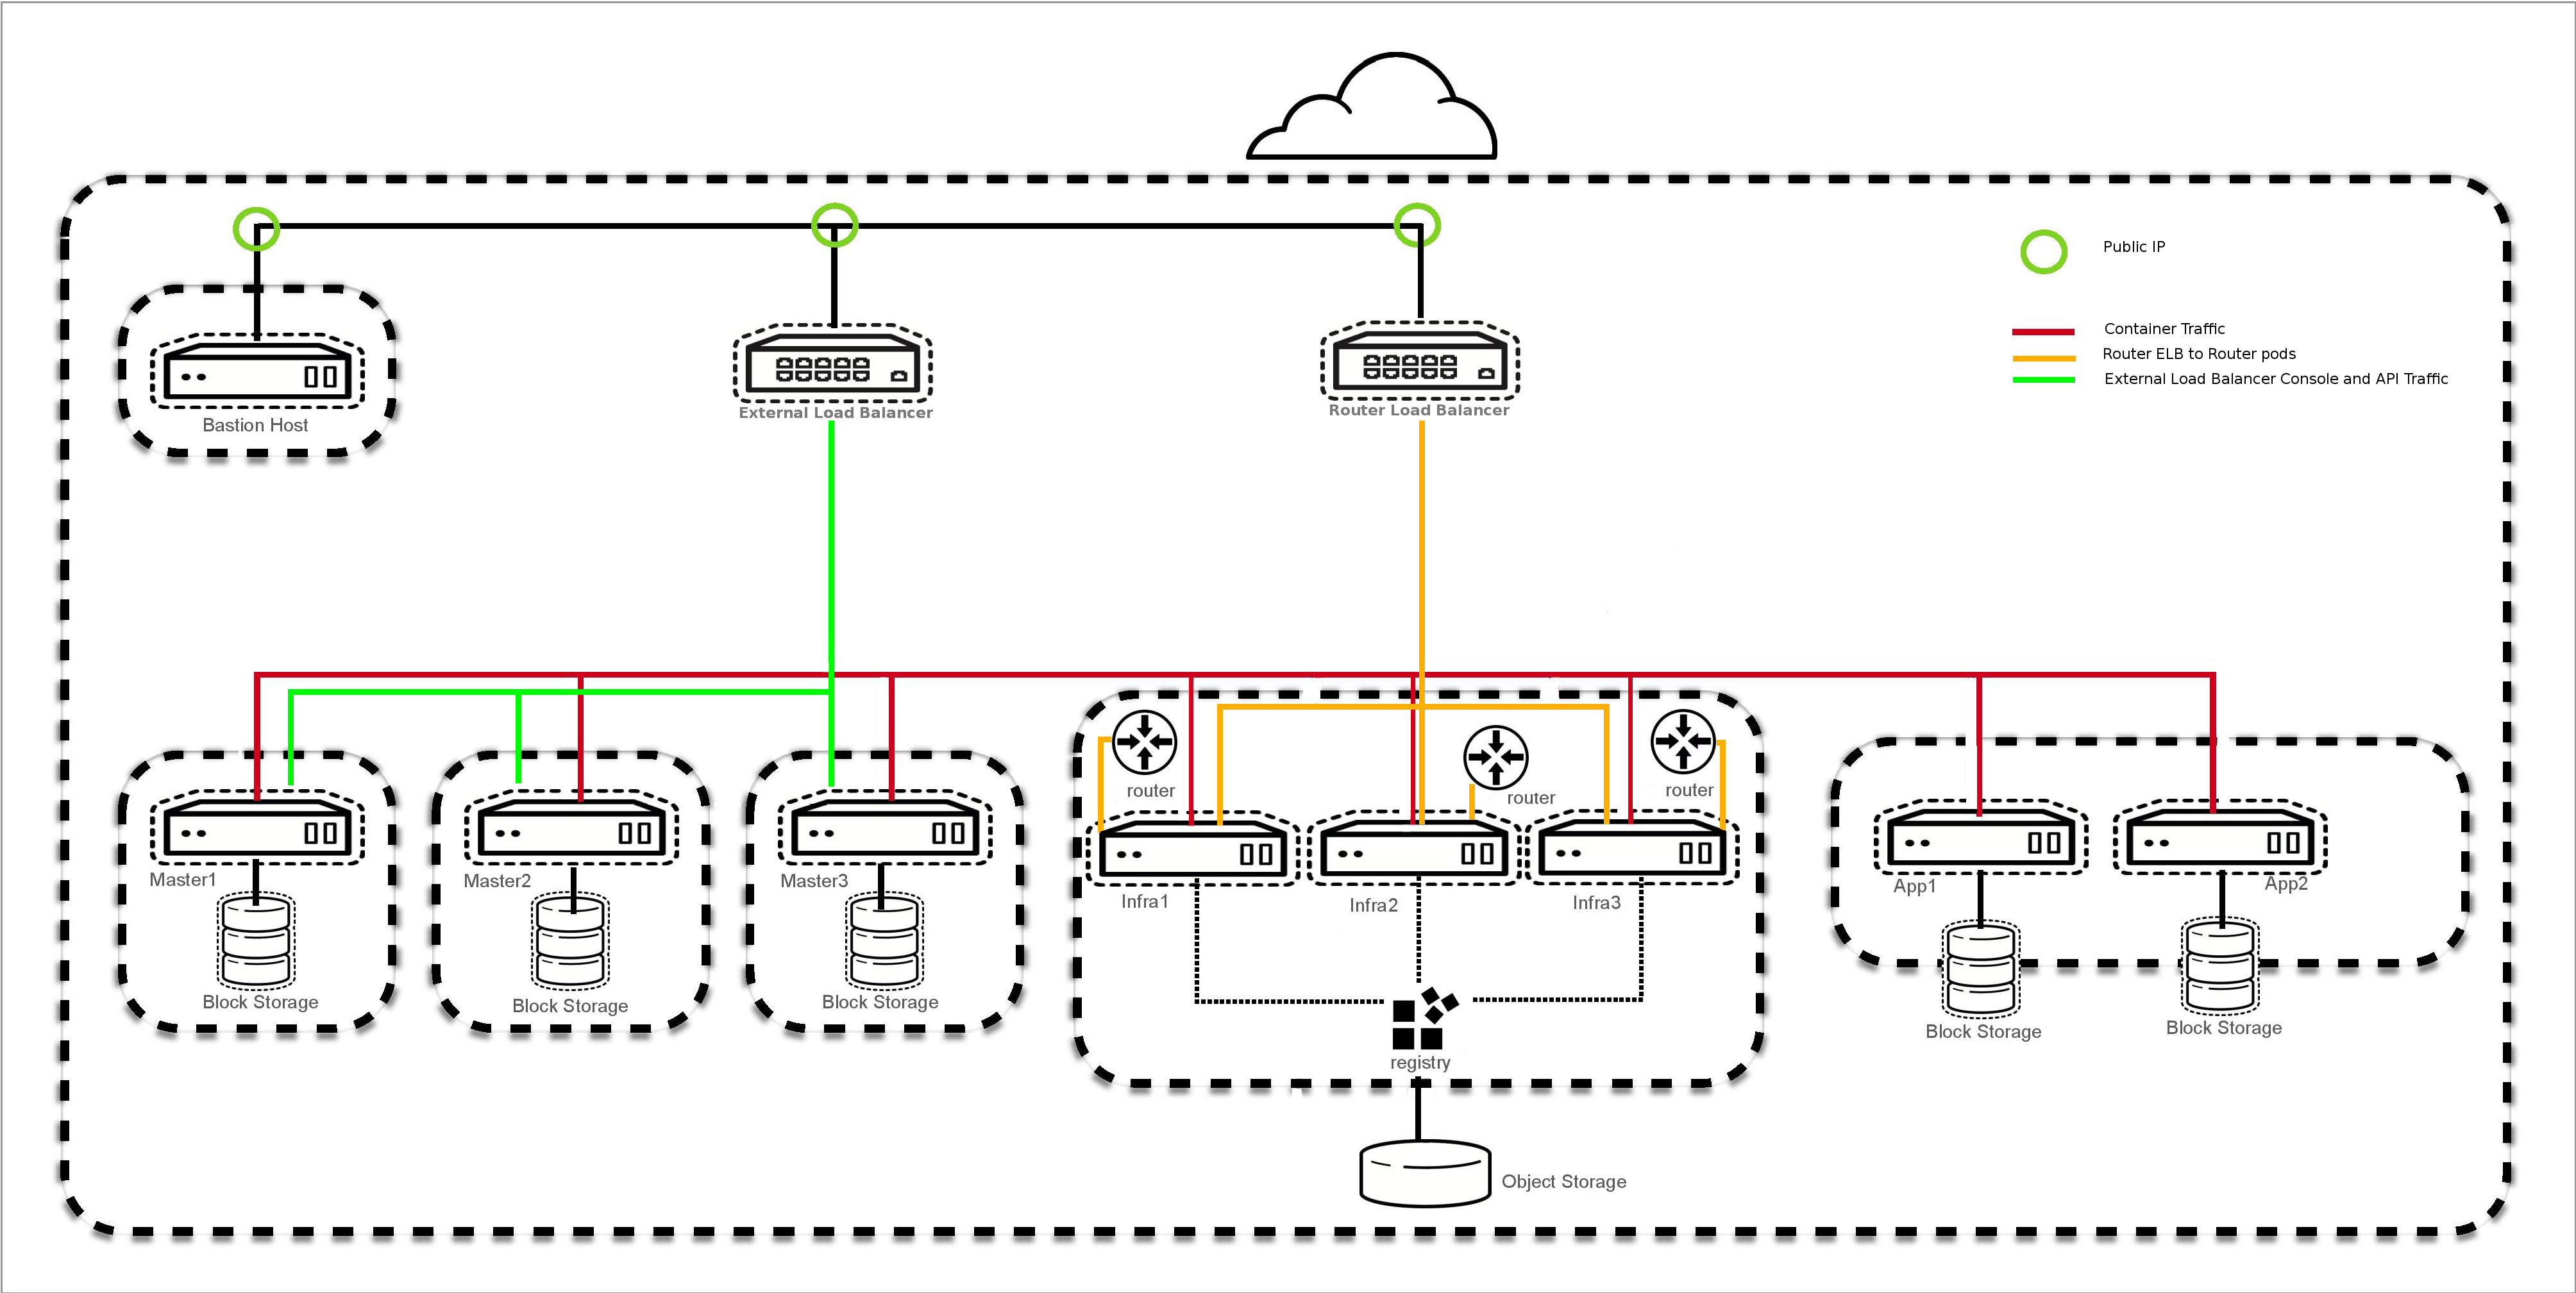 Public IP
Container Traffic
Router ELB to Router pods
External Load Balancer Console and API Traffic
Bastion Host
External Load Balancer
Router Load Balancer
router
router
router
Master1
Master2
Master3
Infra1
Infra2
Infra3
App1
App2
Block Storage
Block Storage
Block Storage
Block Storage
Block Storage
registry
Object Storage